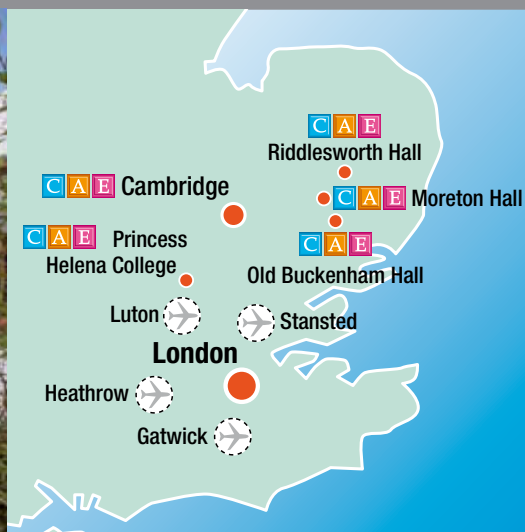 CAE
Riddlesworth Hall
CAE Cambridge
CAE Moreton Hall
CAE Princess
Helena College
CAE
Old Buckenham Hall
Luton
Stansted
London
Heathrow
Gatwick